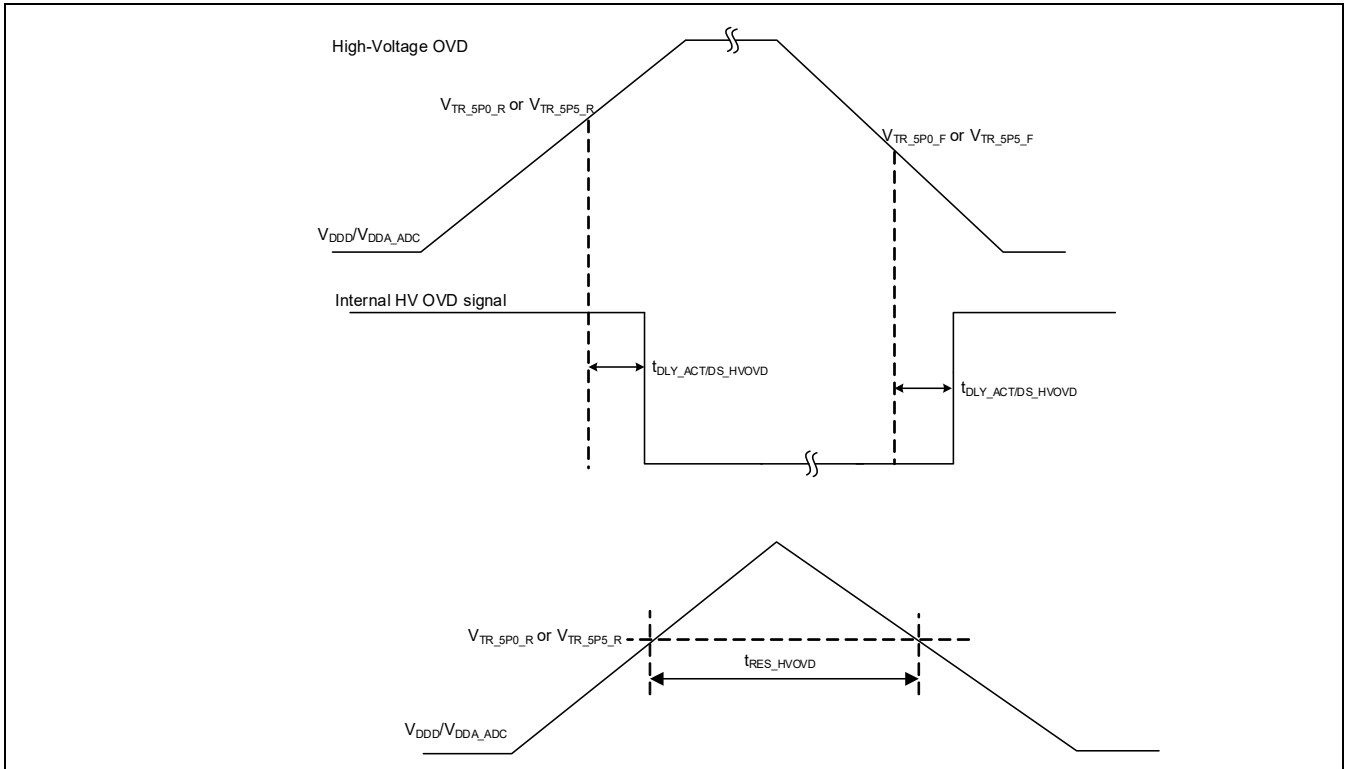 High-Voltage OVD
VTR_5P0_R or VTR_5P5_R
VTR_5P0_F or VTR_5P5_F
VDDD/VDDA_ADC
Internal HV OVD signal
tDLY_ACT/DS_HVOVD
tDLY_ACT/DS_HVOVD
VTR_5P0_R or VTR_5P5_R
tRES_HVOVD
VDDD/VDDA_ADC